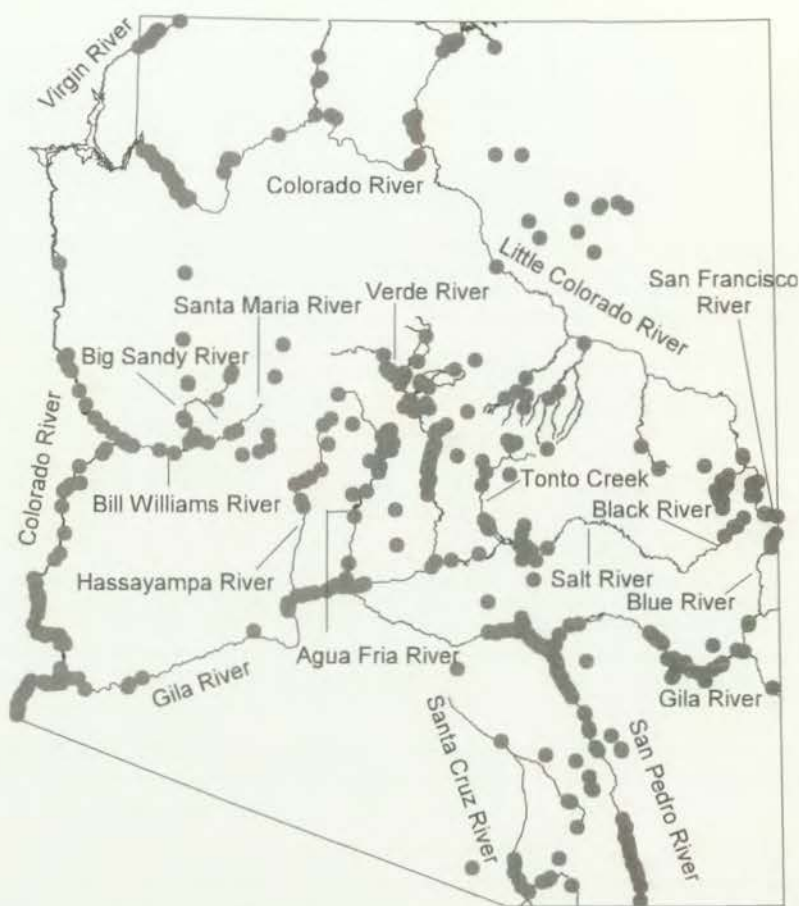 Virgin River
Colorado River
Little Colorado River
San Francisco
River
Santa Maria River
Verde River
Big Sandy River
Colorado River
Bill Williams River
Tonto Creek
Black River
Hassayampa River
Salt River
Blue River
Agua Fria River
Gila River
Gila River
Santa Cruz River
San Pedro River